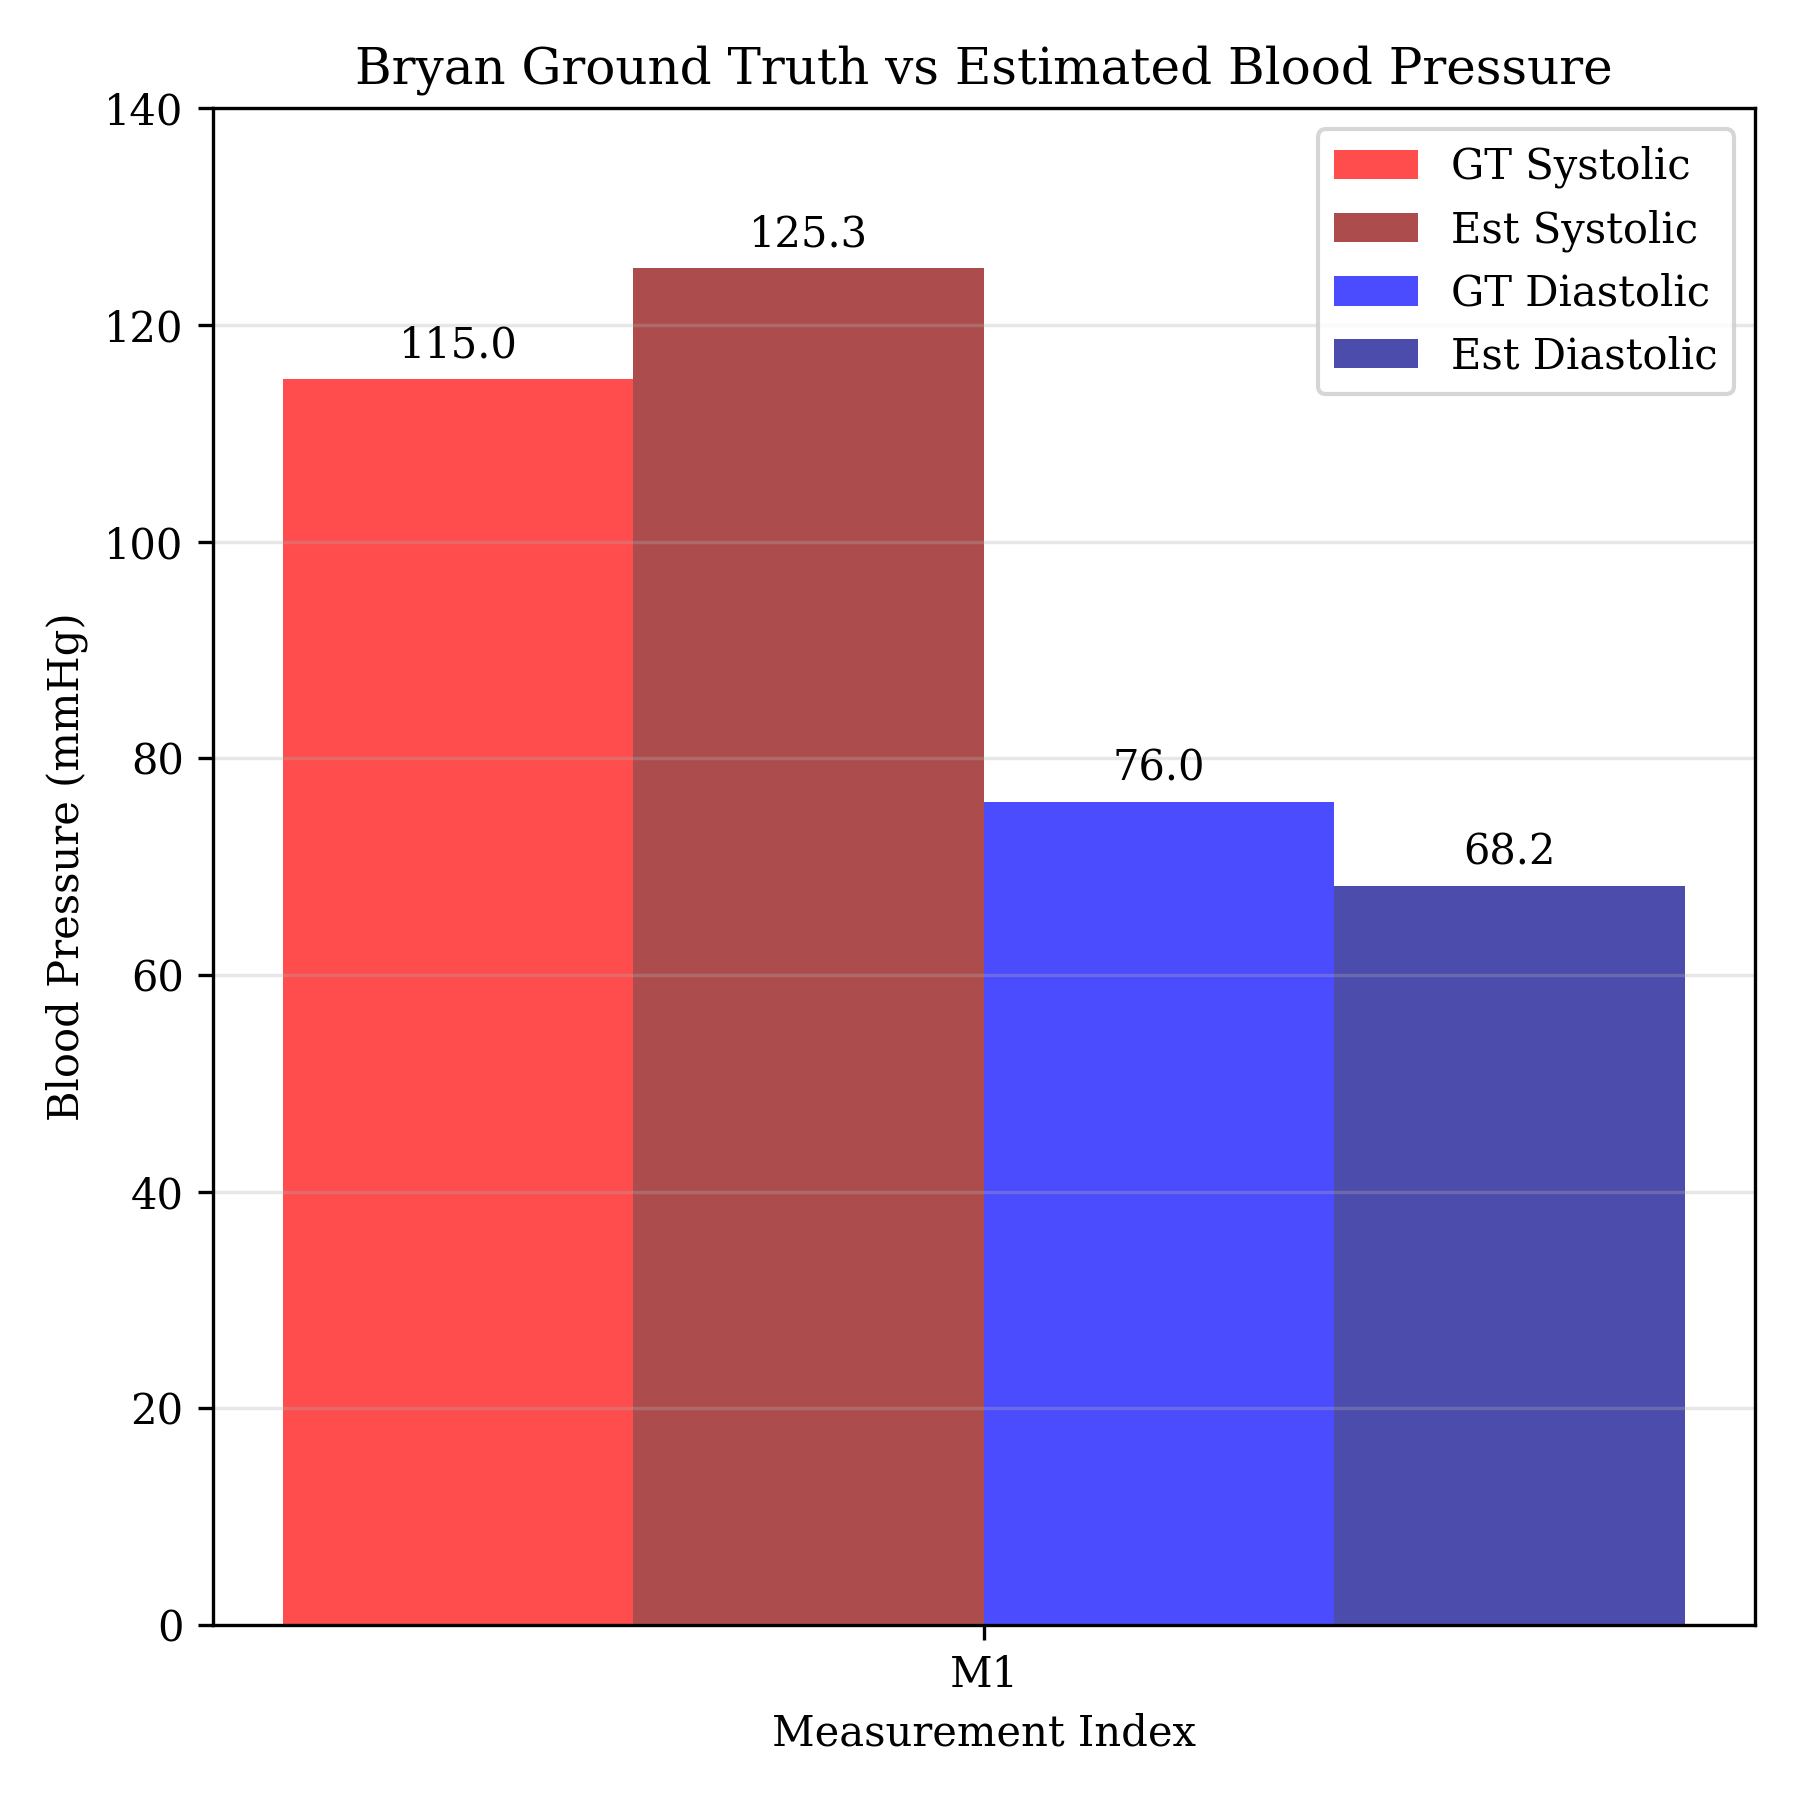 Bryan Ground Truth vs Estimated Blood Pressure
140
120
100
80
60
40
20
0
Blood Pressure (mmHg)
115.0
125.3
76.0
68.2
GT Systolic
Est Systolic
GT Diastolic
Est Diastolic
M1
Measurement Index